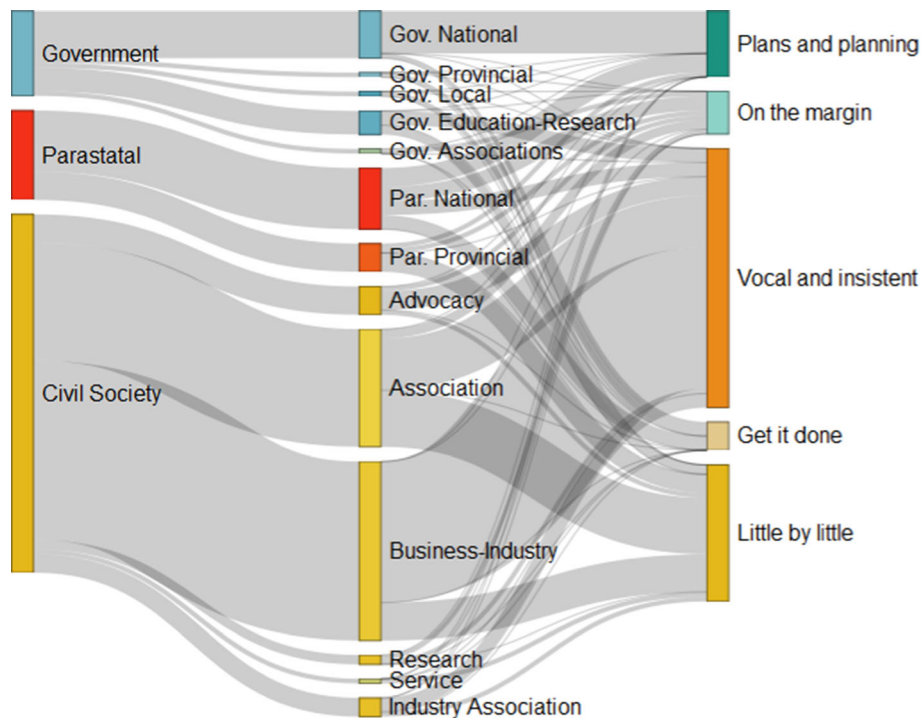 Government
Parastatal
Civil Society
Gov. National
Gov. Provincial
Gov. Local
Gov. Education-Research
Gov. Associations
Par. National
Par. Provincial
Advocacy
Association
Business-Industry
Research
Service
Industry Association
Plans and planning
On the margin
Vocal and insistent
Get it done
Little by little